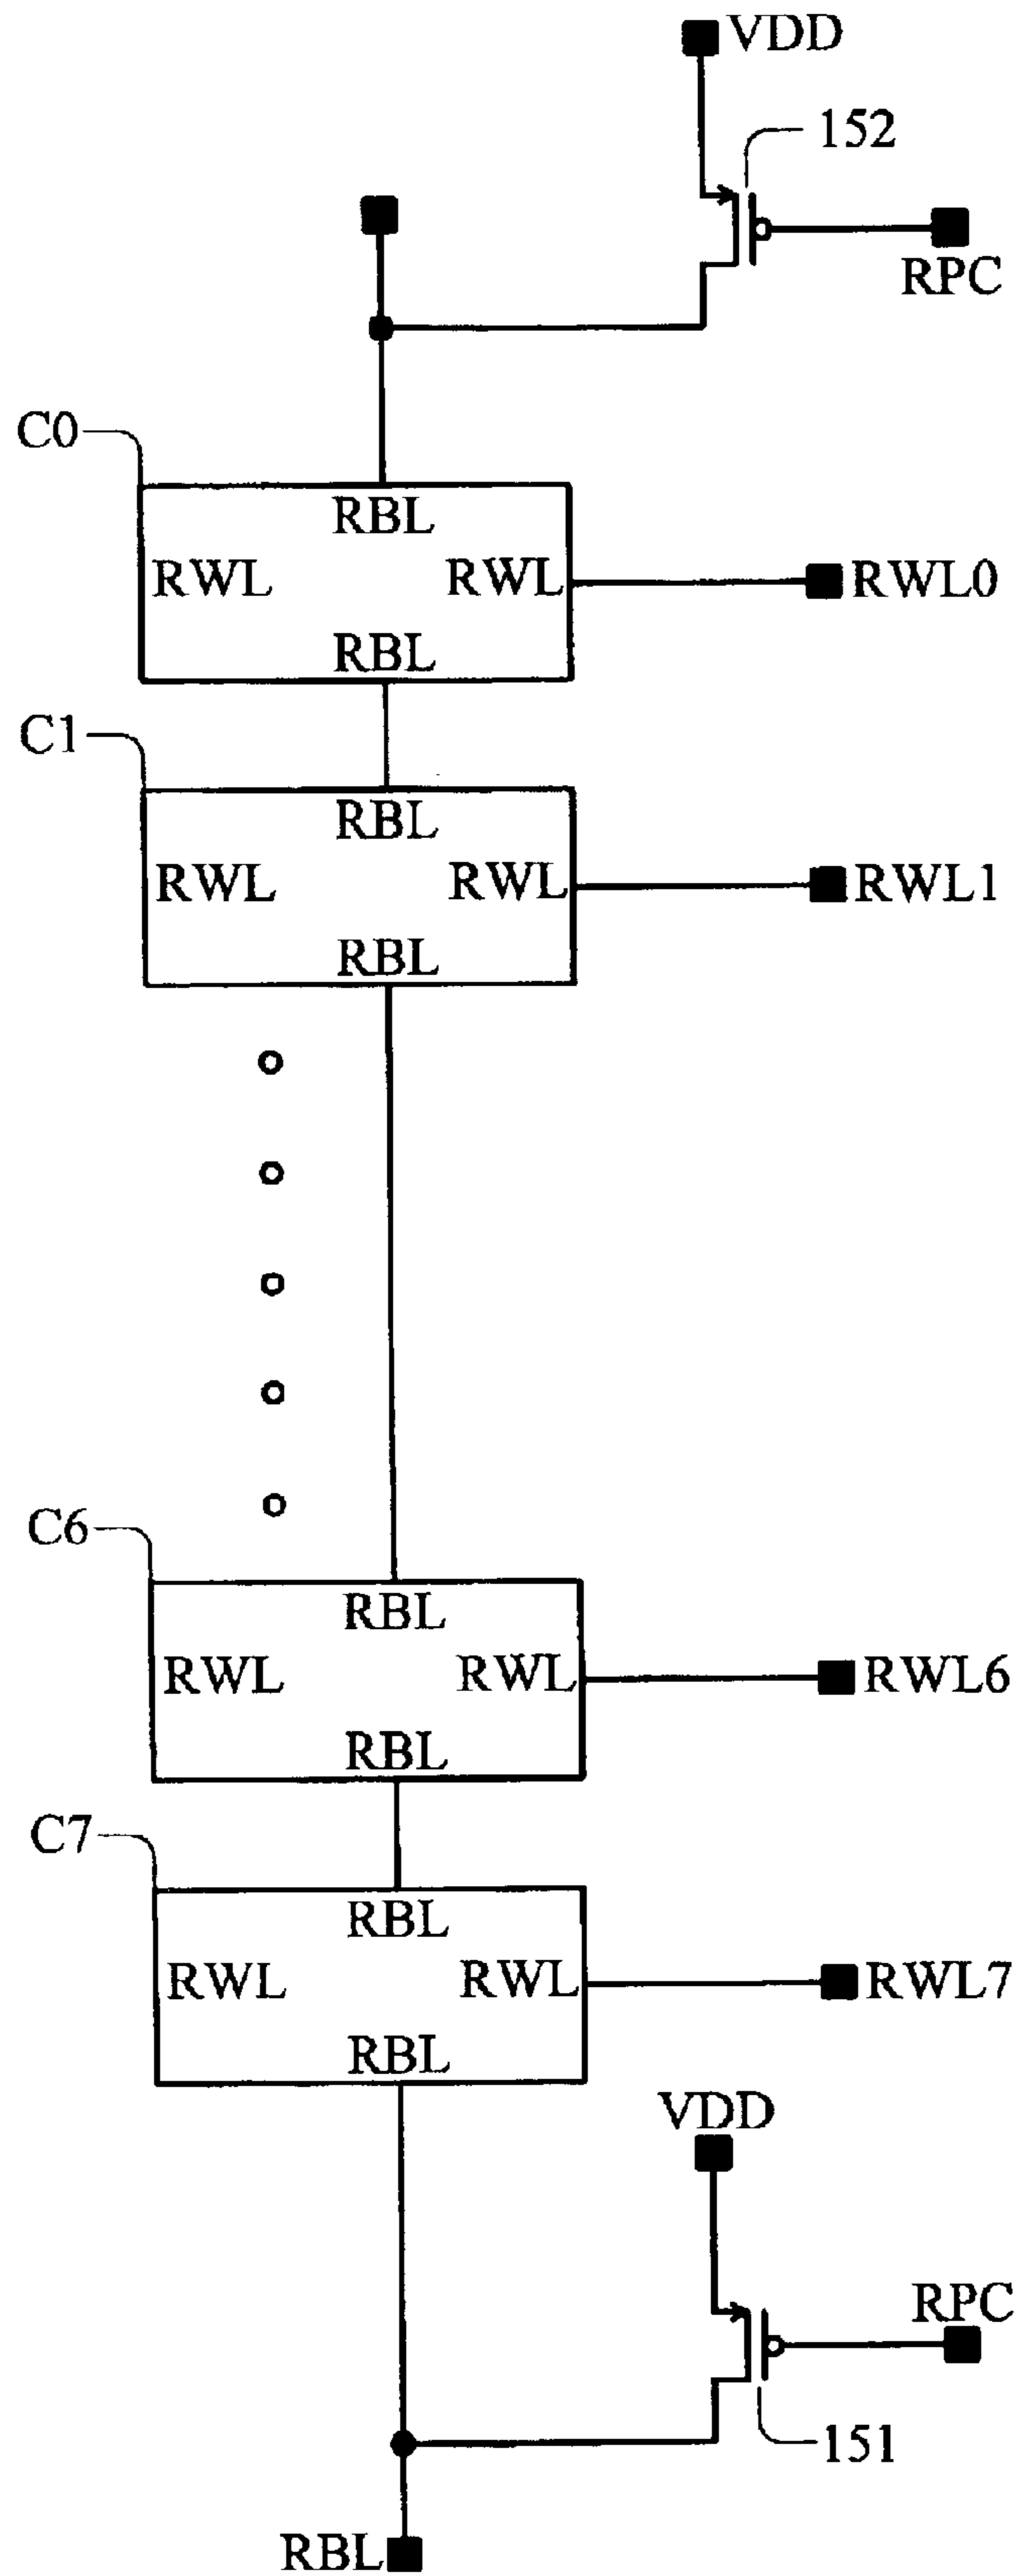 VDD
152
RPC
C0
RBL
RWL RWL RWL0
RBL
C1
RBL
RWL RWL RWL1
RBL
C6
RBL
RWL RWL RWL6
RBL
C7
RBL
RWL RWL RWL7
RBL
VDD
RPC
151
RBL